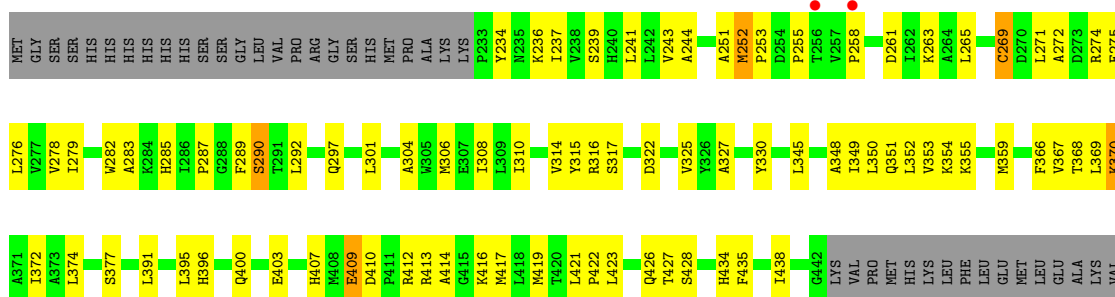 MET GLY SER SER HIS HIS HIS HIS HIS HIS SER SER GLY LEU VAL PRO ARG GLY SER HIS MET PRO ALA LYS LYS P233 Y234 N235 K236 I237 V238 S239 H240 L241 L242 V243 A244 A251 M252 P253 D254 P255 T256 V257 P258 D261 I262 K263 A264 L265 C269 D270 L271 A272 D273 R274 E275
L276 V277 V278 I279 W282 A283 K284 H285 I286 P287 G288 F289 S290 T291 L292 Q297 L301 A304 W305 M306 E307 I308 L309 I310 V314 Y315 R316 S317 D322 V325 Y326 A327 Y330 L345 A348 I349 L350 Q351 L352 V353 K354 K355 M359 F366 V367 T368 L369 K370
A371 I372 A373 L374 S377 L391 L395 H396 Q400 E403 H407 M408 E409 D410 P411 R412 R413 A414 G415 K416 M417 L418 M419 T420 L421 P422 L423 Q426 T427 S428 H434 F435 I438 G442 LYS VAL PRO MET HIS LYS LEU PHE LEU GLU MET LEU GLU ALA LYS VAL